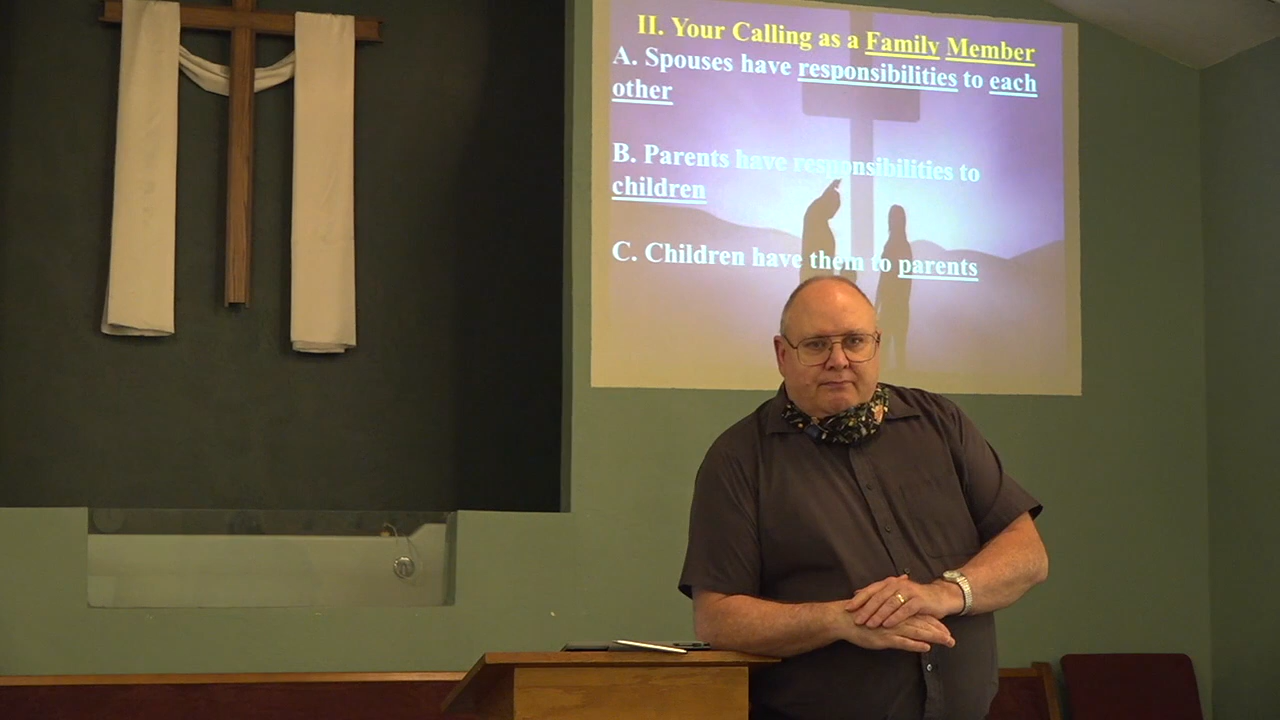 II. Your Calling as a Family Member
A. Spouses have responsibilities to each
other
B. Parents have responsibilities to
children
C. Children have them to parents